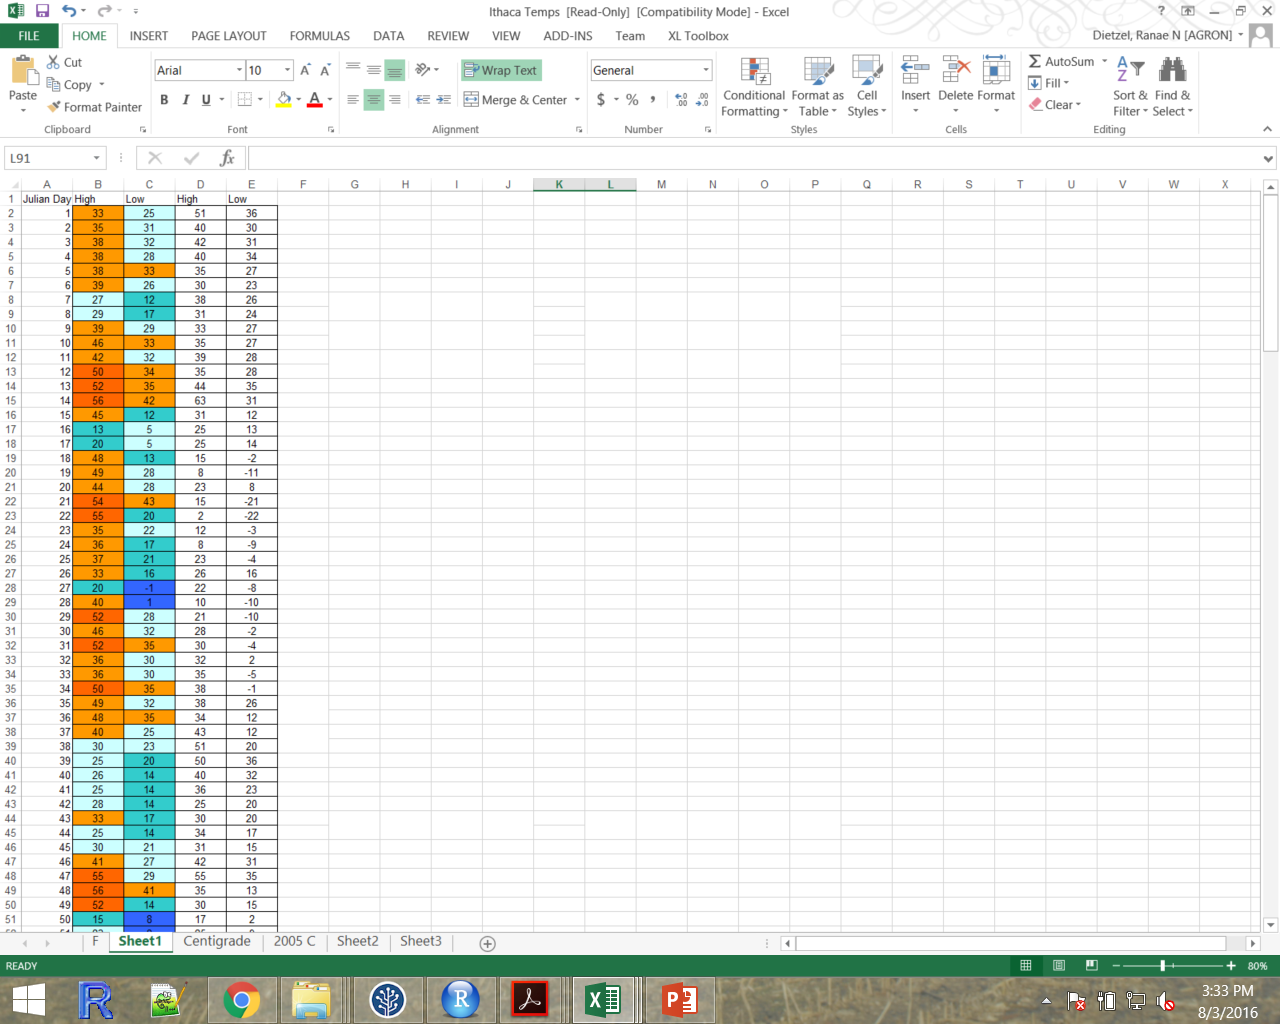 Ithaca Temps [Read-Only] [Compatibility Mode] - Excel
FILE HOME INSERT PAGE LAYOUT FORMULAS DATA REVIEW VIEW ADD-INS Team XL Toolbox Dietzel, Ranae N [AGRON]
Paste Cut Copy Format Painter
Arial 10 A A B I U A
Wrap Text Merge & Center
General $ % , .00 .00
Conditional Formatting Format as Table Cell Styles
Insert Delete Format
AutoSum Fill Clear Sort & Filter Find & Select
Clipboard Font Alignment Number Styles Cells Editing
L91 fx
A B C D E F G H I J K L M N O P Q R S T U V W X
1 Julian Day High Low High Low
2 1 33 25 51 36
3 2 35 31 40 30
4 3 38 32 42 31
5 4 38 28 40 34
6 5 38 33 35 27
7 6 39 26 30 23
8 7 27 12 38 26
9 8 29 17 31 24
10 9 39 29 33 27
11 10 46 33 35 27
12 11 42 32 39 28
13 12 50 34 35 28
14 13 52 35 44 35
15 14 56 42 63 31
16 15 45 12 31 12
17 16 13 5 25 13
18 17 20 5 25 14
19 18 48 13 15 -2
20 19 49 28 8 -11
21 20 44 28 23 8
22 21 54 43 15 -21
23 22 55 20 2 -22
24 23 35 22 12 -3
25 24 36 17 8 -9
26 25 37 21 23 -4
27 26 33 16 26 16
28 27 20 -1 22 -8
29 28 40 1 10 -10
30 29 52 28 21 -10
31 30 46 32 28 -2
32 31 52 35 30 -4
33 32 36 30 32 2
34 33 36 30 35 -5
35 34 50 35 38 -1
36 35 49 32 38 26
37 36 48 35 34 12
38 37 40 25 43 12
39 38 30 23 51 20
40 39 25 20 50 36
41 40 26 14 40 32
42 41 25 14 36 23
43 42 28 14 25 20
44 43 33 17 30 20
45 44 25 14 34 17
46 45 30 21 31 15
47 46 41 27 42 31
48 47 55 29 55 35
49 48 56 41 35 13
50 49 52 14 30 15
51 50 15 8 17 2
F Sheet1 Centigrade 2005 C Sheet2 Sheet3
READY 80%
3:33 PM
8/3/2016